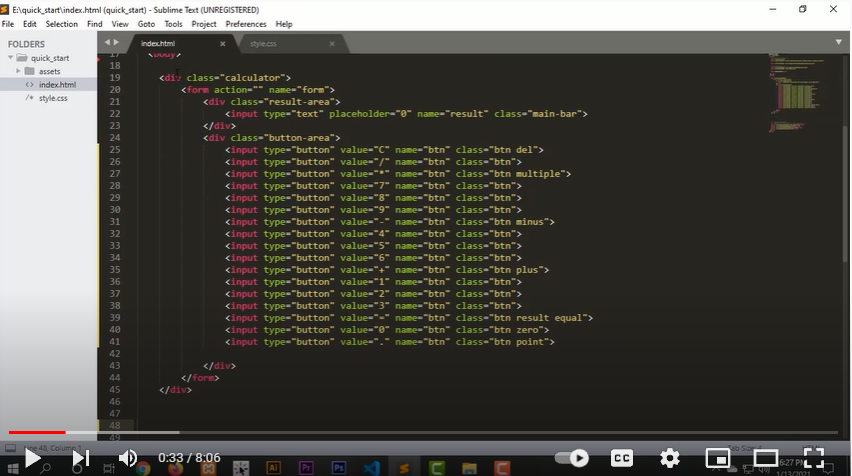 E:\quick_start\index.html (quick_start) - Sublime Text (UNREGISTERED)
File Edit Selection Find View Goto Tools Project Preferences Help
FOLDERS
quick_start
assets
index.html
style.css
index.html × style.css ×
17 <body>
18
19 <div class="calculator">
20 <form action="" name="form">
21 <div class="result-area">
22 <input type="text" placeholder="0" name="result" class="main-bar">
23 </div>
24 <div class="button-area">
25 <input type="button" value="C" name="btn" class="btn del">
26 <input type="button" value="/" name="btn" class="btn">
27 <input type="button" value="*" name="btn" class="btn multiple">
28 <input type="button" value="7" name="btn" class="btn">
29 <input type="button" value="8" name="btn" class="btn">
30 <input type="button" value="9" name="btn" class="btn">
31 <input type="button" value="-" name="btn" class="btn minus">
32 <input type="button" value="4" name="btn" class="btn">
33 <input type="button" value="5" name="btn" class="btn">
34 <input type="button" value="6" name="btn" class="btn">
35 <input type="button" value="+" name="btn" class="btn plus">
36 <input type="button" value="1" name="btn" class="btn">
37 <input type="button" value="2" name="btn" class="btn">
38 <input type="button" value="3" name="btn" class="btn">
39 <input type="button" value="=" name="btn" class="btn result equal">
40 <input type="button" value="0" name="btn" class="btn zero">
41 <input type="button" value="." name="btn" class="btn point">
42
43 </div>
44 </form>
45 </div>
46
47
48
49
Line 48, Column 1 Tab Size: 4
0:33 / 8:06 CC
Ai Pr Ps
6:27 PM
1/13/2021